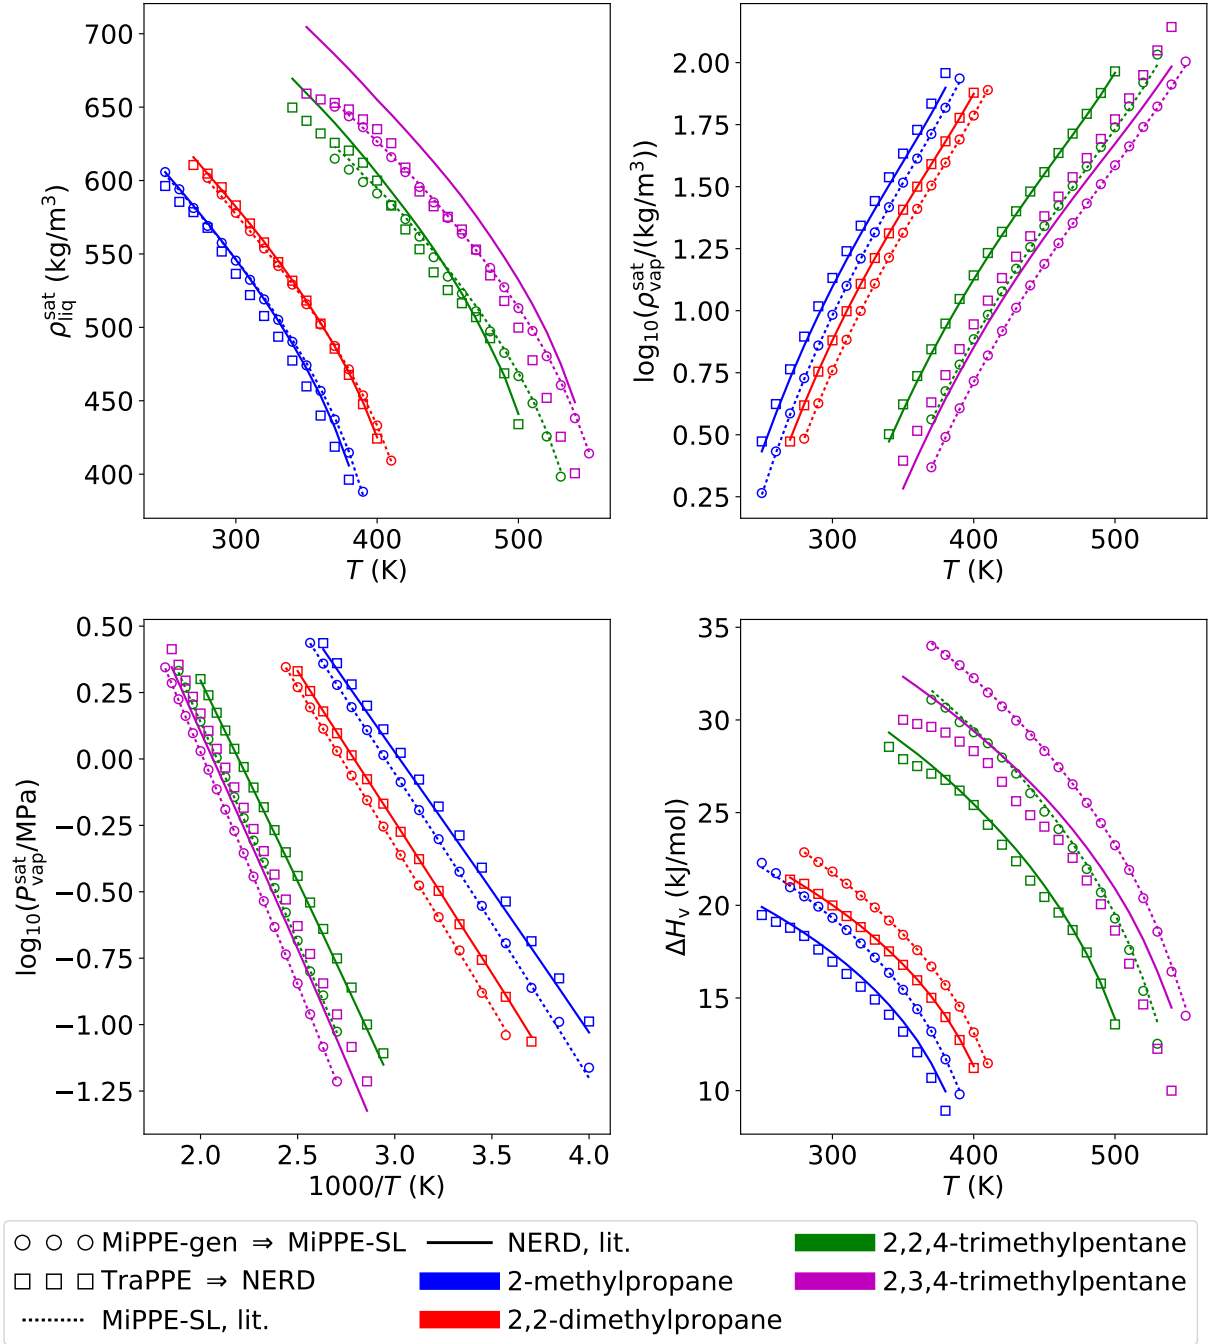 700
650
600
550
500
450
400
ρ_liq^sat (kg/m³)
300 400 500
T (K)
2.00
1.75
1.50
1.25
1.00
0.75
0.50
0.25
log₁₀(ρ_vap^sat/(kg/m³))
300 400 500
T (K)
0.50
0.25
0.00
−0.25
−0.50
−0.75
−1.00
−1.25
log₁₀(P_vap^sat/MPa)
2.0 2.5 3.0 3.5 4.0
1000/T (K)
35
30
25
20
15
10
ΔH_v (kJ/mol)
300 400 500
T (K)
MiPPE-gen ⇒ MiPPE-SL
TraPPE ⇒ NERD
MiPPE-SL, lit.
NERD, lit.
2-methylpropane
2,2-dimethylpropane
2,2,4-trimethylpentane
2,3,4-trimethylpentane